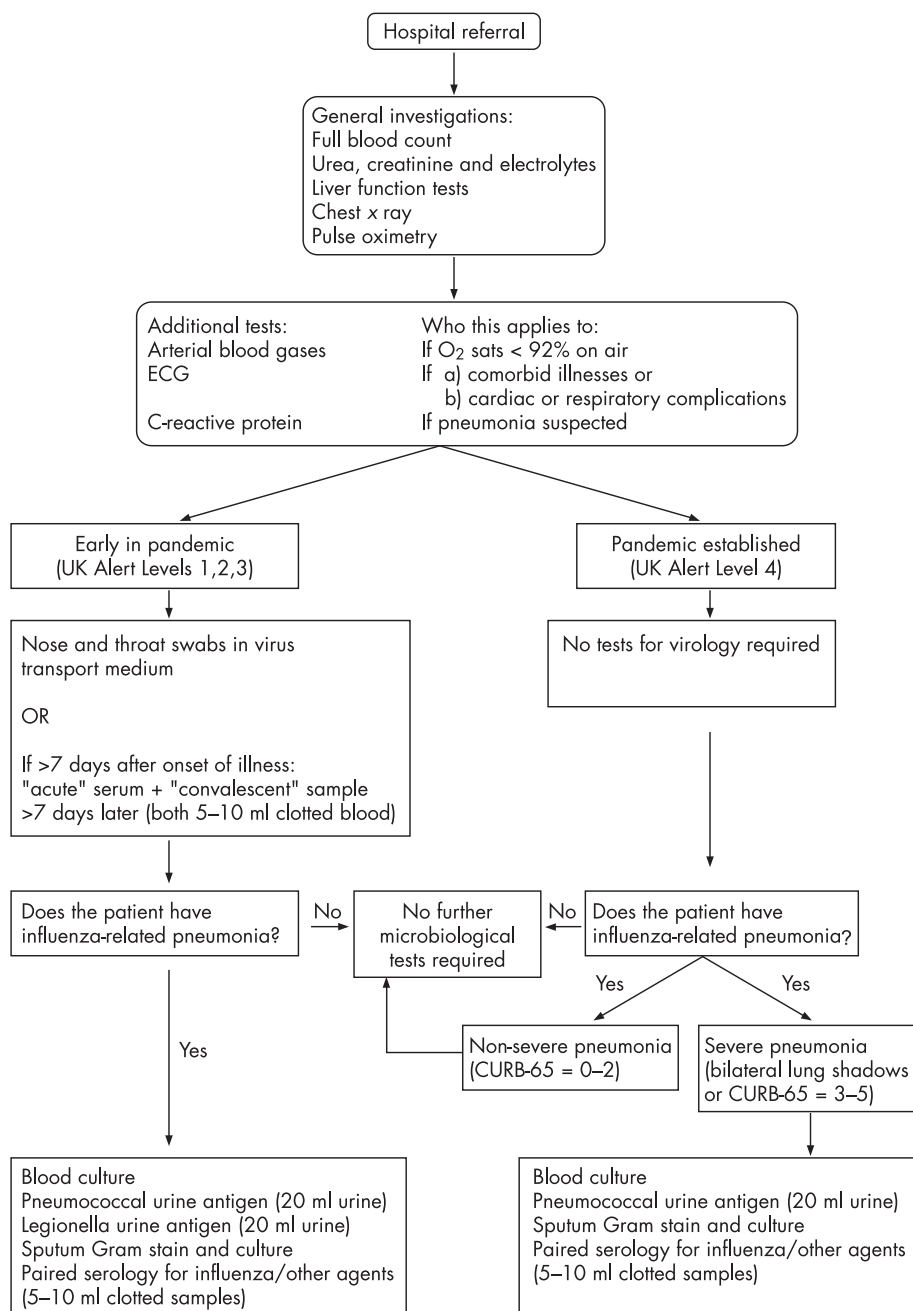 Hospital referral
General investigations:
Full blood count
Urea, creatinine and electrolytes
Liver function tests
Chest x ray
Pulse oximetry
Additional tests:
Who this applies to:
Arterial blood gases
If O2 sats < 92% on air
ECG
If a) comorbid illnesses or
b) cardiac or respiratory complications
C-reactive protein
If pneumonia suspected
Early in pandemic
(UK Alert Levels 1,2,3)
Pandemic established
(UK Alert Level 4)
Nose and throat swabs in virus
transport medium
OR
If >7 days after onset of illness:
"acute" serum + "convalescent" sample
>7 days later (both 5–10 ml clotted blood)
No tests for virology required
Does the patient have
influenza-related pneumonia?
No
No further
microbiological
tests required
No
Does the patient have
influenza-related pneumonia?
Yes
Yes
Yes
Non-severe pneumonia
(CURB-65 = 0–2)
Severe pneumonia
(bilateral lung shadows
or CURB-65 = 3–5)
Blood culture
Pneumococcal urine antigen (20 ml urine)
Legionella urine antigen (20 ml urine)
Sputum Gram stain and culture
Paired serology for influenza/other agents
(5–10 ml clotted samples)
Blood culture
Pneumococcal urine antigen (20 ml urine)
Sputum Gram stain and culture
Paired serology for influenza/other agents
(5–10 ml clotted samples)